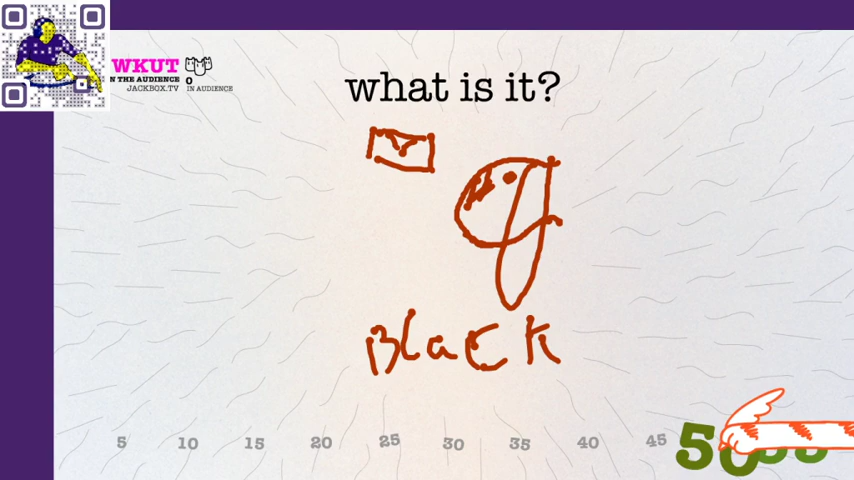 WKUT
N THE AUDIENCE
JACKBOX.TV
0
IN AUDIENCE
what is it?
BlacK
5 10 15 20 25 30 35 40 45 50